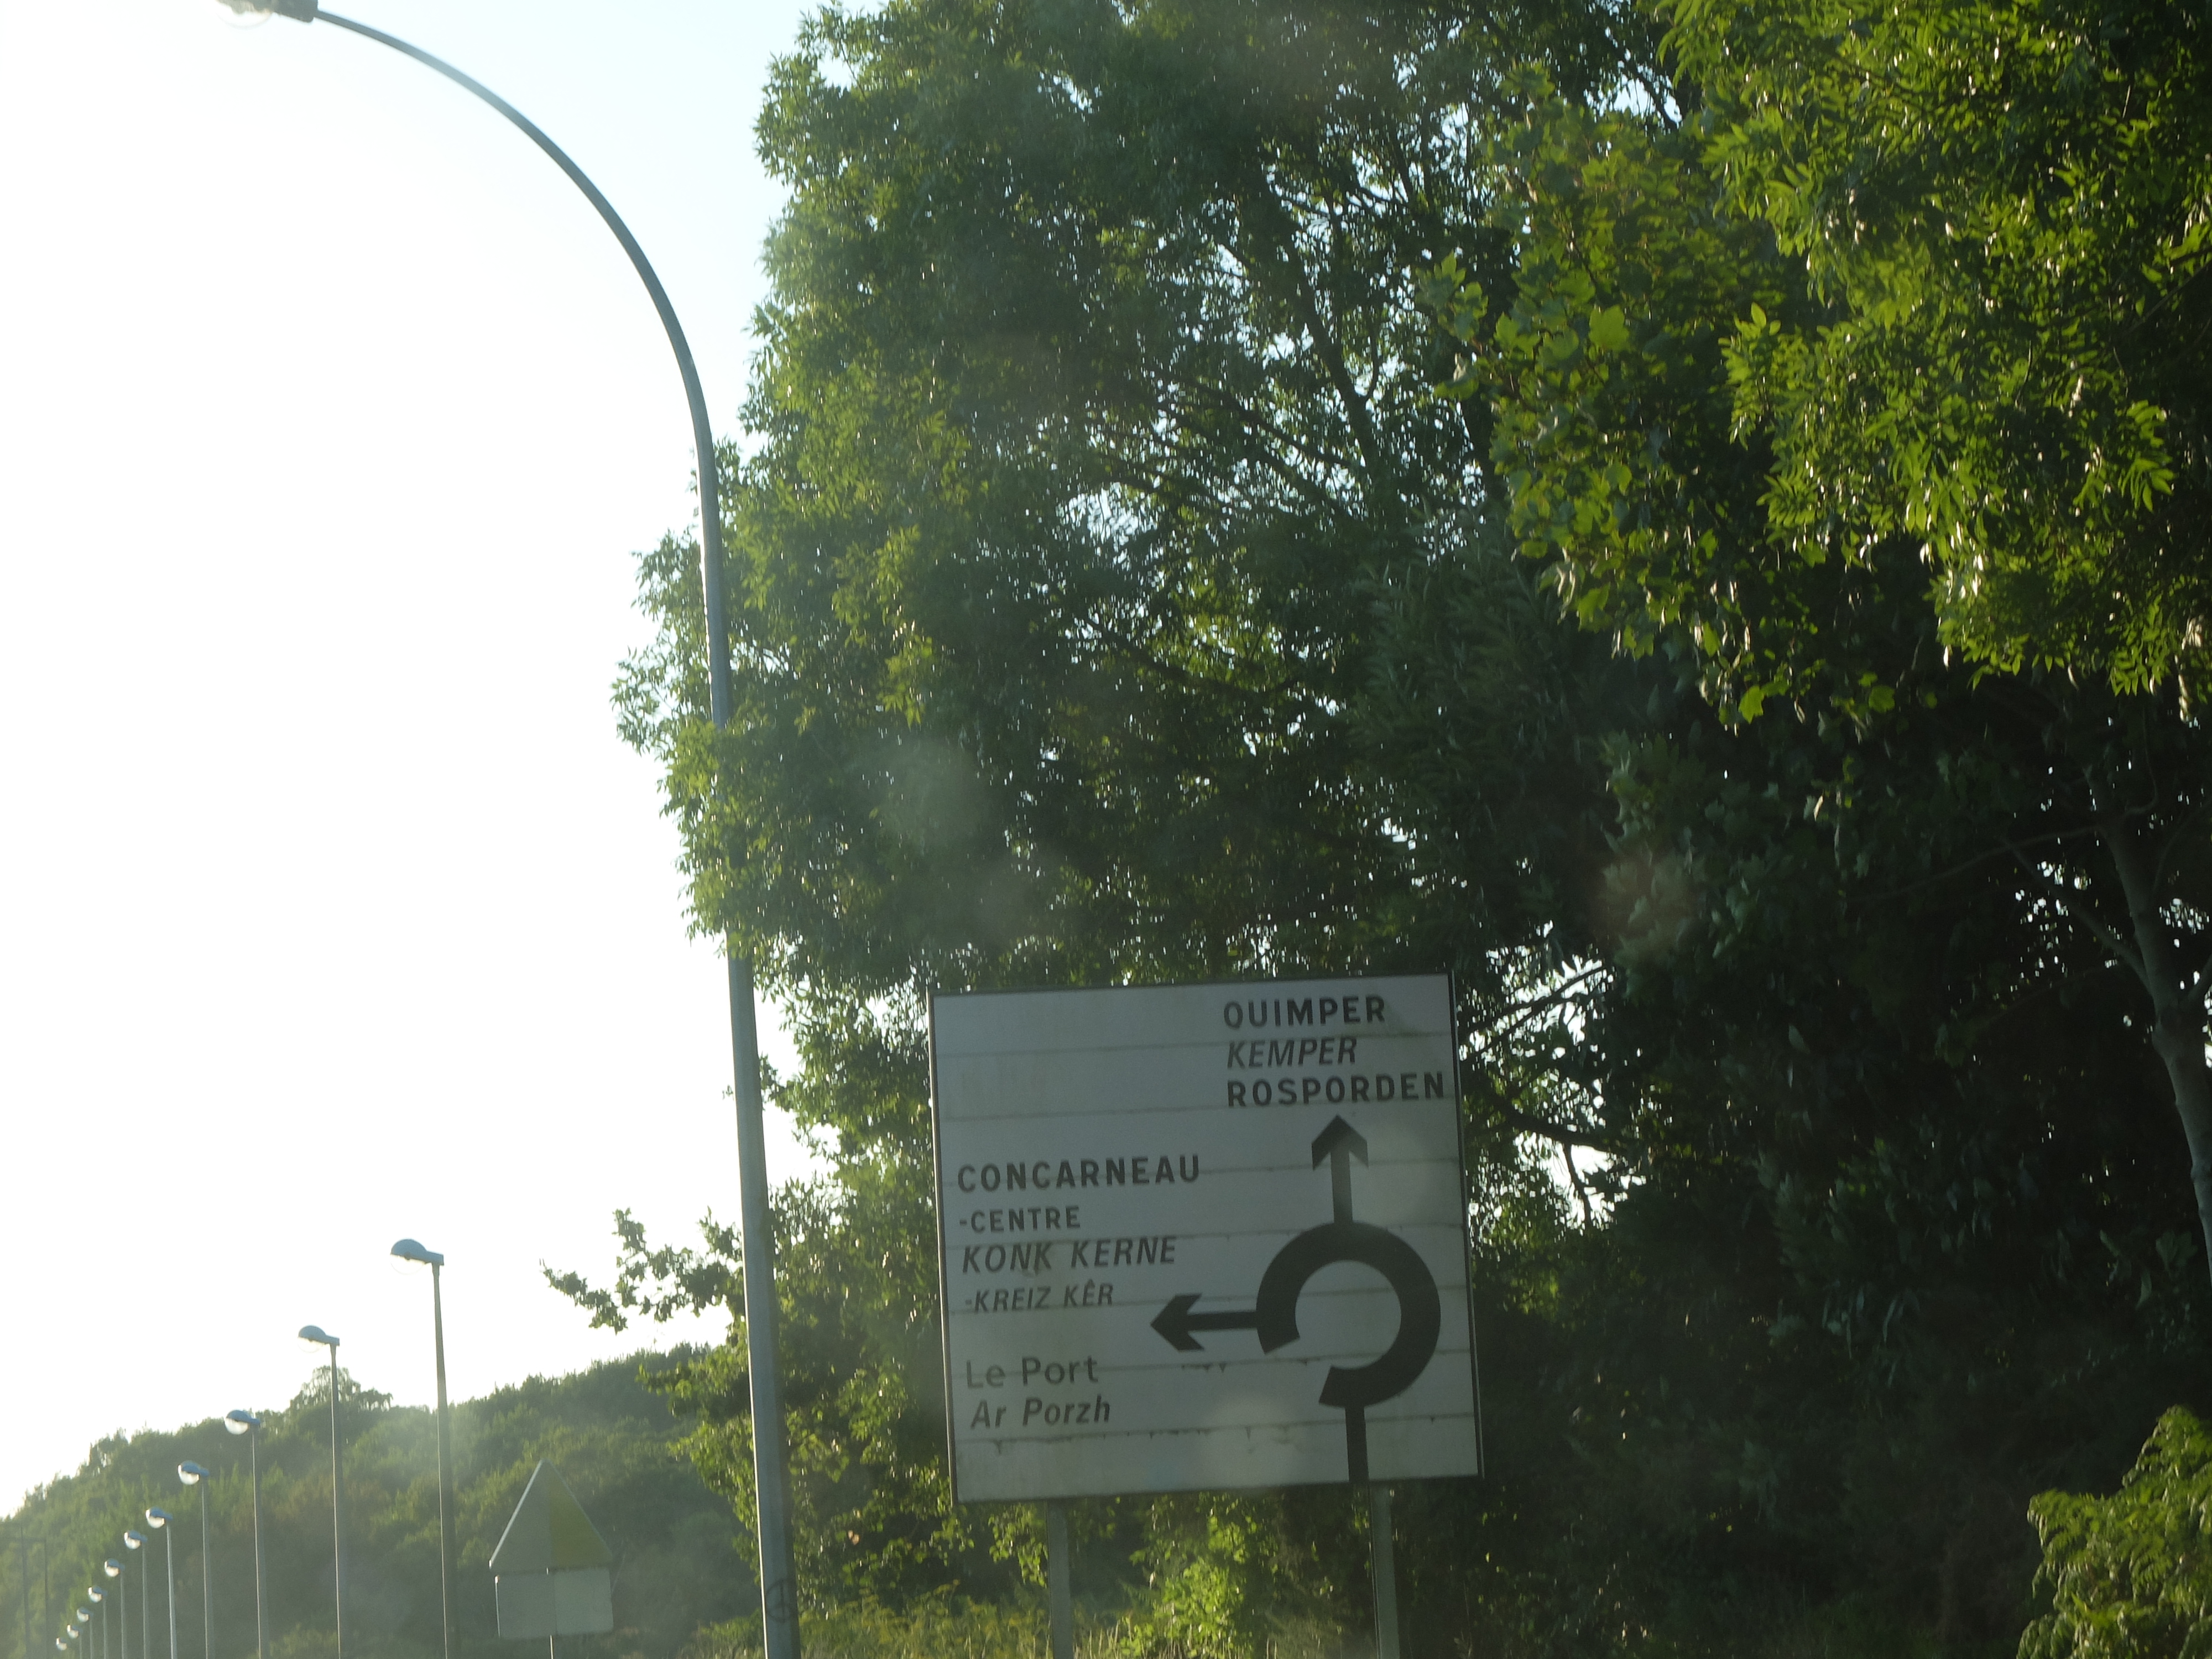 QUIMPER
KEMPER
ROSPORDEN
CONCARNEAU
-CENTRE
KONK KERNE
-KREIZ KÊR
Le Port
Ar Porzh